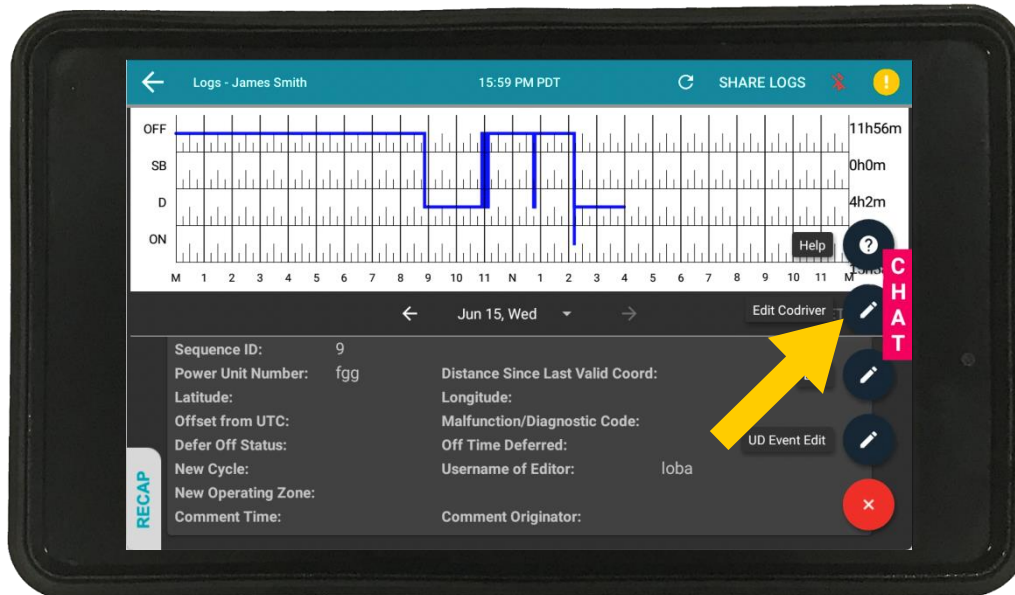 Logs - James Smith 15:59 PM PDT SHARE LOGS
OFF 11h56m
SB 0h0m
D 4h2m
ON
Help
M 1 2 3 4 5 6 7 8 9 10 11 N 1 2 3 4 5 6 7 8 9 10 11 M
CHAT
Jun 15, Wed
Edit Codriver
Sequence ID: 9
Power Unit Number: fgg Distance Since Last Valid Coord:
Latitude: Longitude:
Offset from UTC: Malfunction/Diagnostic Code:
Defer Off Status: Off Time Deferred:
UD Event Edit
New Cycle: Username of Editor: loba
New Operating Zone:
Comment Time: Comment Originator:
RECAP